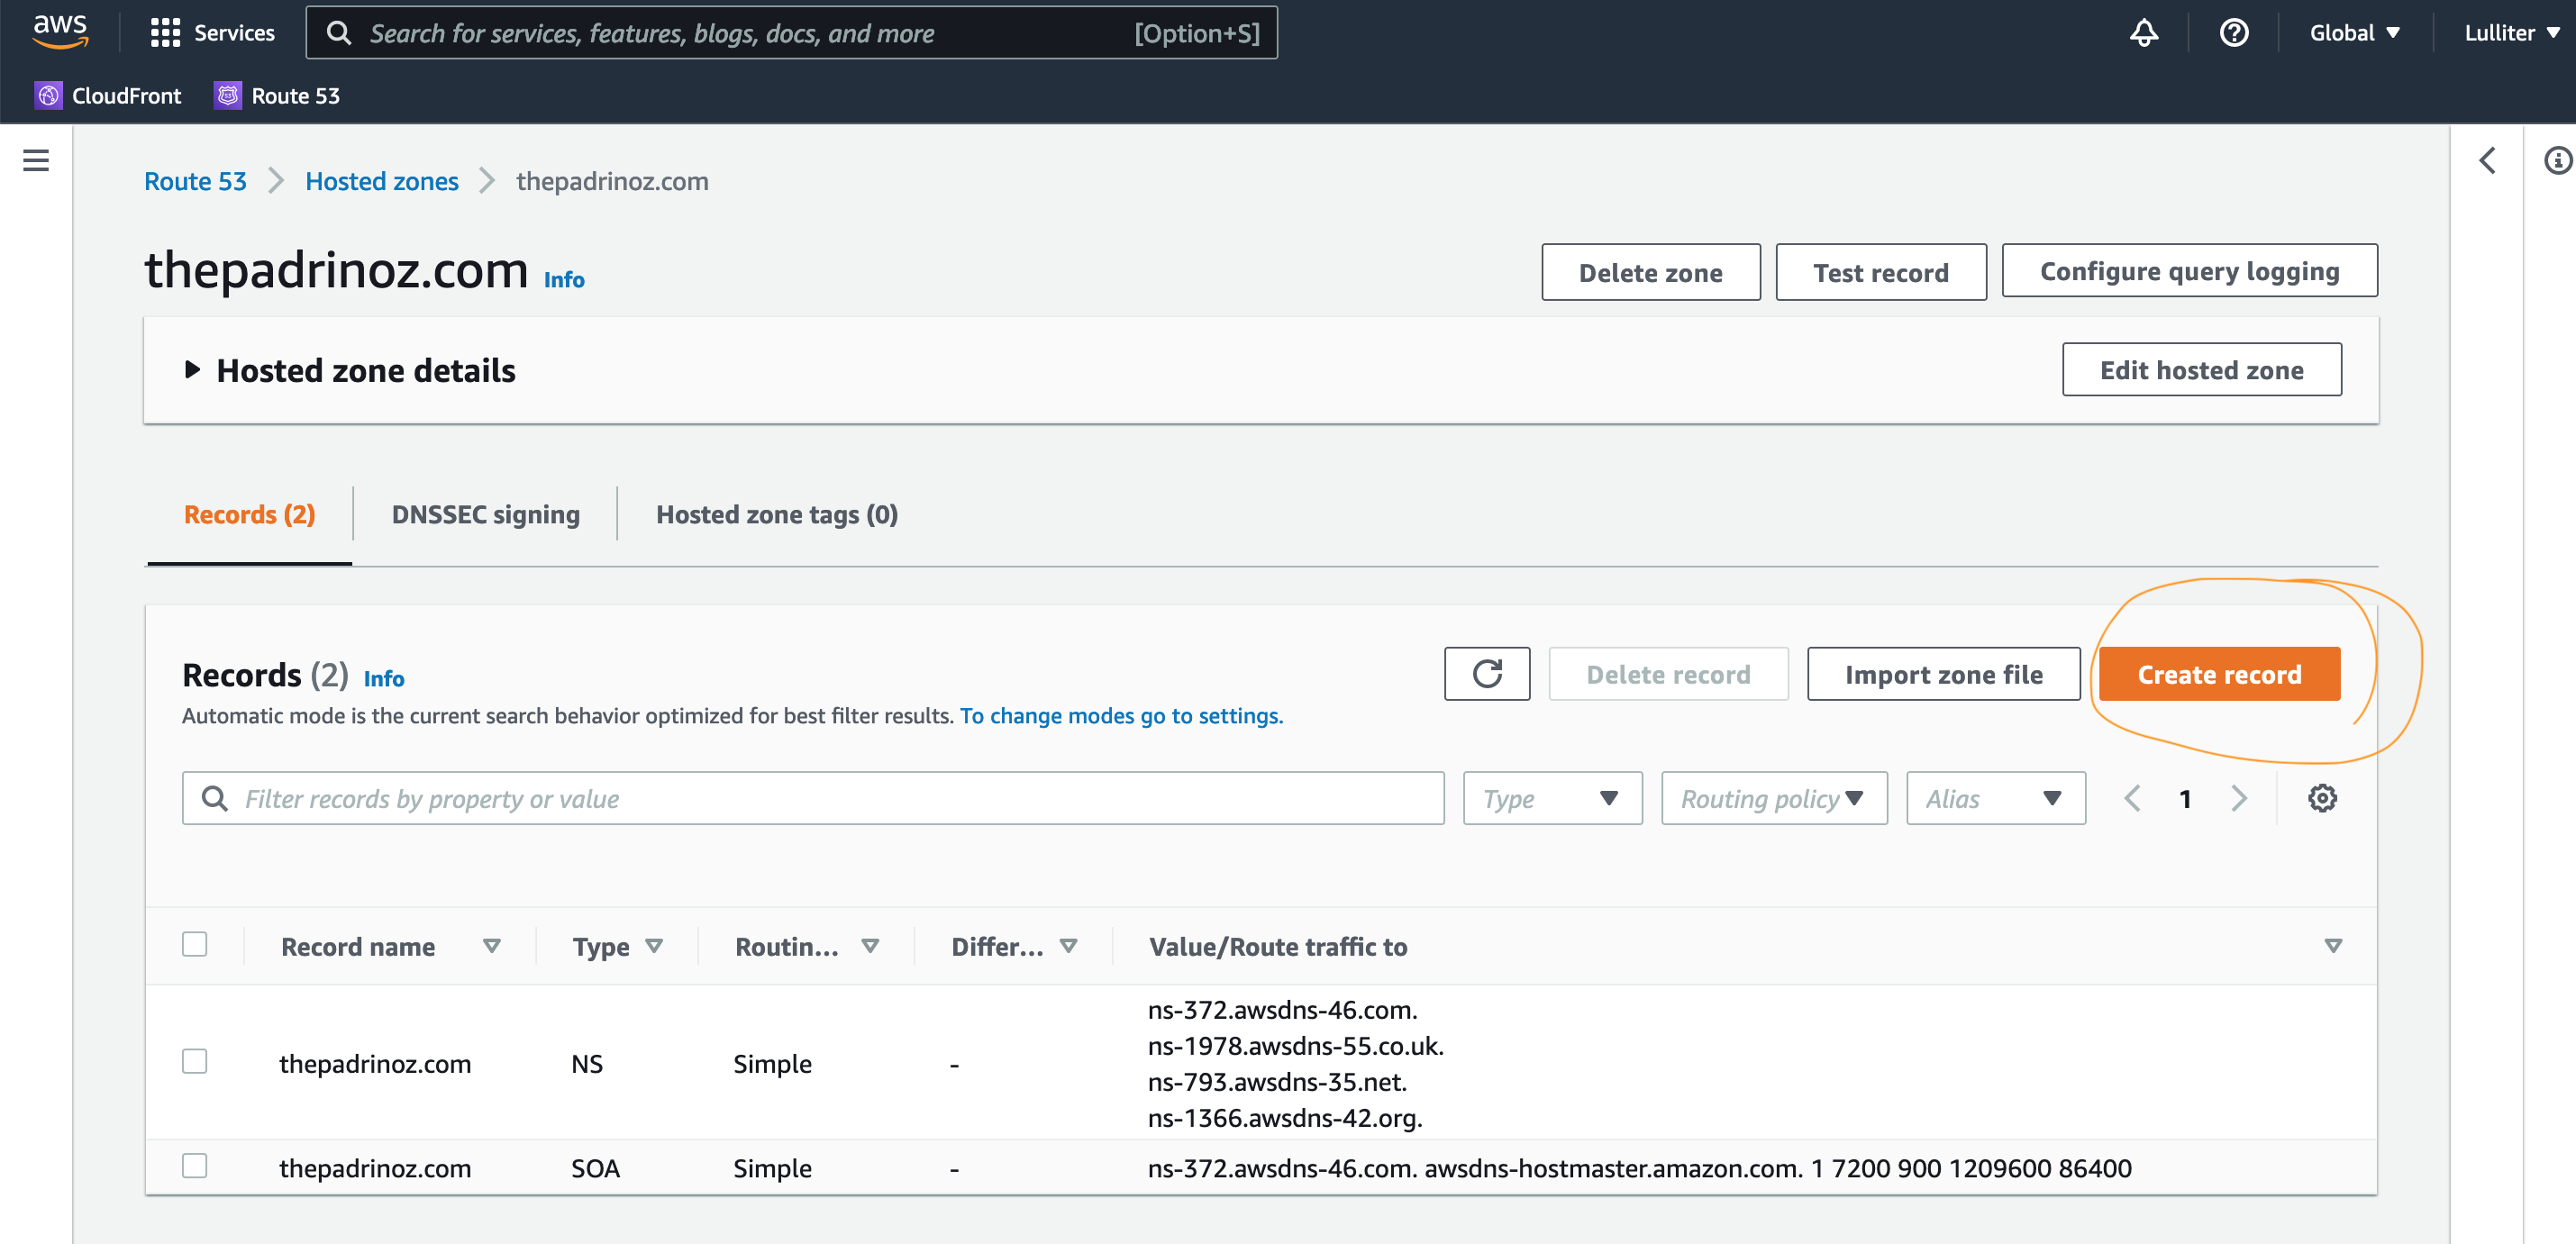 aws Services Search for services, features, blogs, docs, and more [Option+S] Global Lulliter
CloudFront Route 53
Route 53 Hosted zones thepadrinoz.com
thepadrinoz.com Info Delete zone Test record Configure query logging
Hosted zone details Edit hosted zone
Records (2) DNSSEC signing Hosted zone tags (0)
Records (2) Info Delete record Import zone file Create record
Automatic mode is the current search behavior optimized for best filter results. To change modes go to settings.
Filter records by property or value Type Routing policy Alias 1
Record name Type Routin... Differ... Value/Route traffic to
ns-372.awsdns-46.com.
ns-1978.awsdns-55.co.uk.
thepadrinoz.com NS Simple -
ns-793.awsdns-35.net.
ns-1366.awsdns-42.org.
thepadrinoz.com SOA Simple - ns-372.awsdns-46.com. awsdns-hostmaster.amazon.com. 1 7200 900 1209600 86400